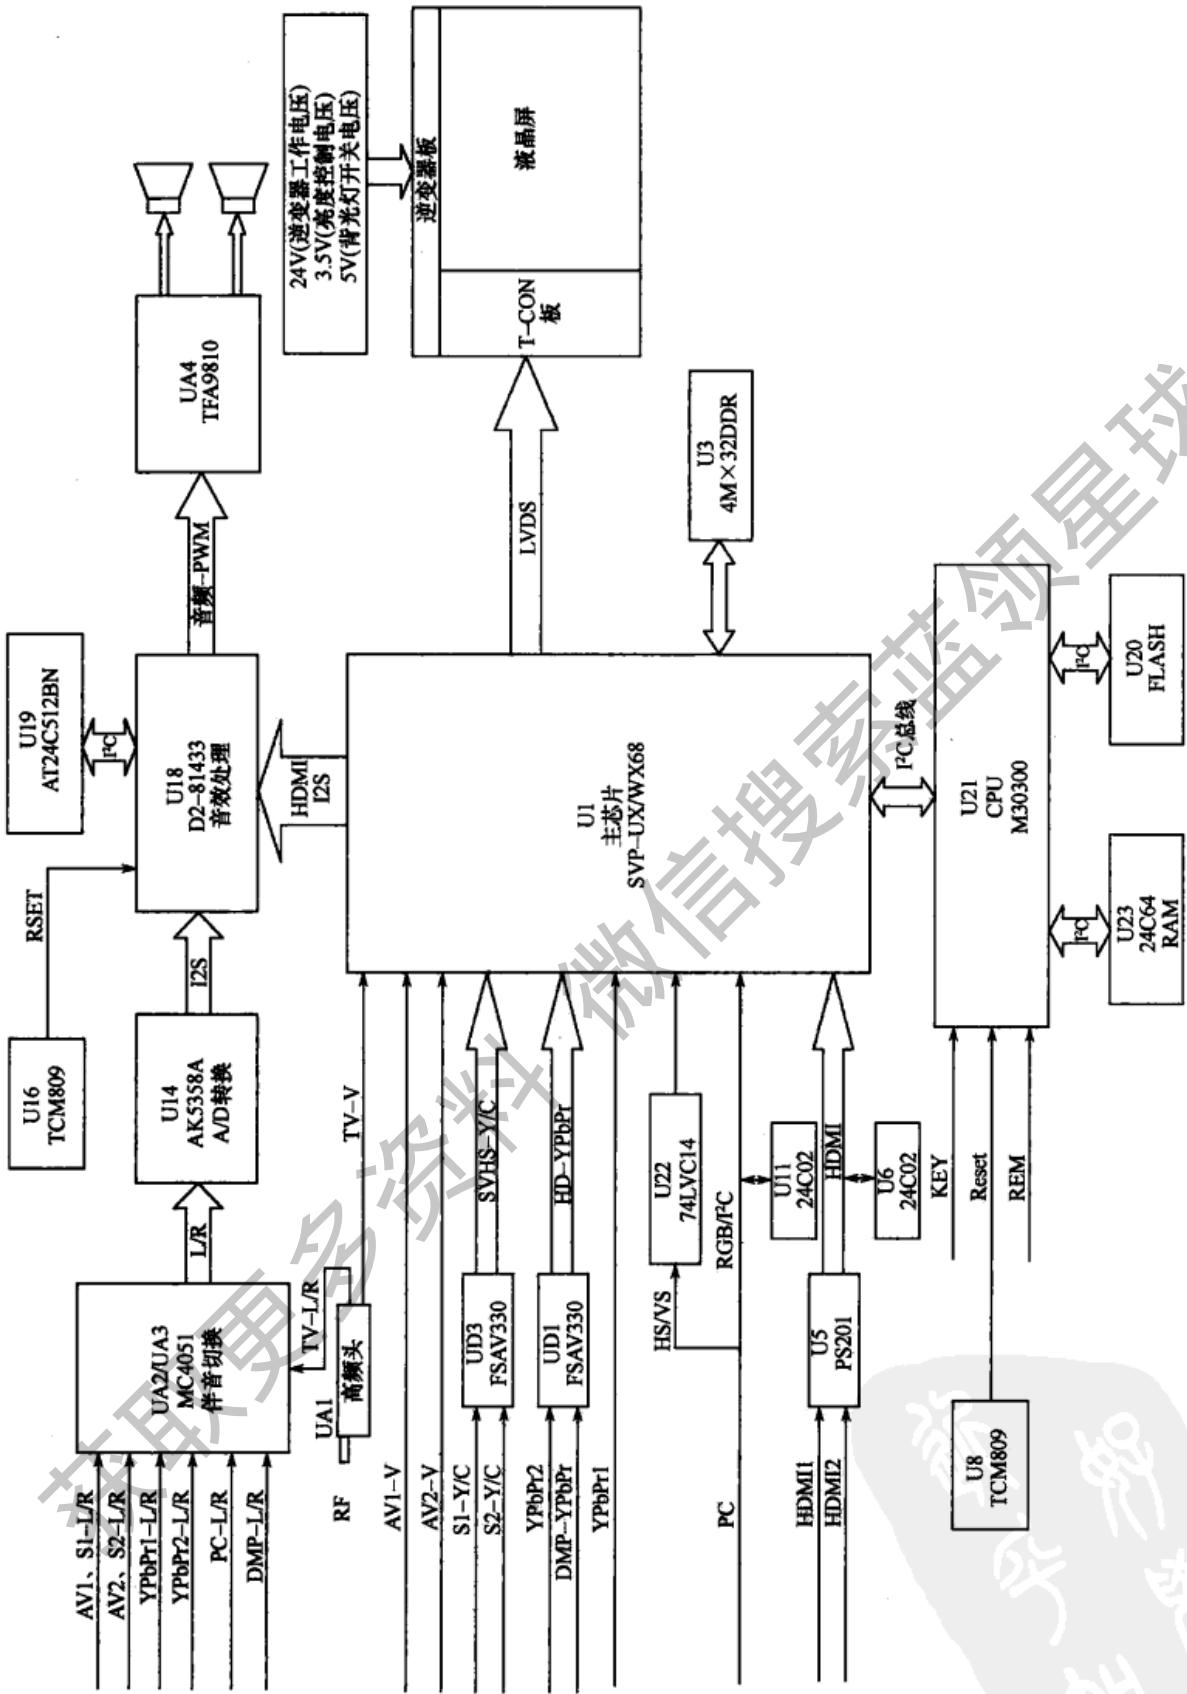 AV1、S1-L/R
AV2、S2-L/R
YPbPr1-L/R
YPbPr2-L/R
PC-L/R
DMP-L/R
UA2/UA3
MC4051
伴音切换
L/R
U14
AK5358A
A/D转换
I2S
U16
TCM809
RSET
U18
D2-81433
音效处理
U19
AT24C512BN
I²C
音频-PWM
UA4
TFA9810
24V(逆变器工作电压)
3.5V(亮度控制电压)
5V(背光灯开关电压)
逆变器板
液晶屏
T-CON
板
LVDS
HDMI
I2S
RF
UA1
高频头
TV-L/R
TV-V
AV1-V
AV2-V
S1-Y/C
S2-Y/C
UD3
FSAV330
SVHS-Y/C
YPbPr2
DMP-YPbPr
UD1
FSAV330
HD-YPbPr
YPbPr1
PC
HS/VS
U22
74LVC14
RGB/I²C
U11
24C02
HDMI1
HDMI2
U5
PS201
HDMI
U6
24C02
U1
主芯片
SVP-UX/WX68
U3
4M×32DDR
I²C总线
U21
CPU
M30300
KEY
Reset
REM
U8
TCM809
I²C
U23
24C64
RAM
I²C
U20
FLASH
获取更多资料 微信搜索蓝领星球